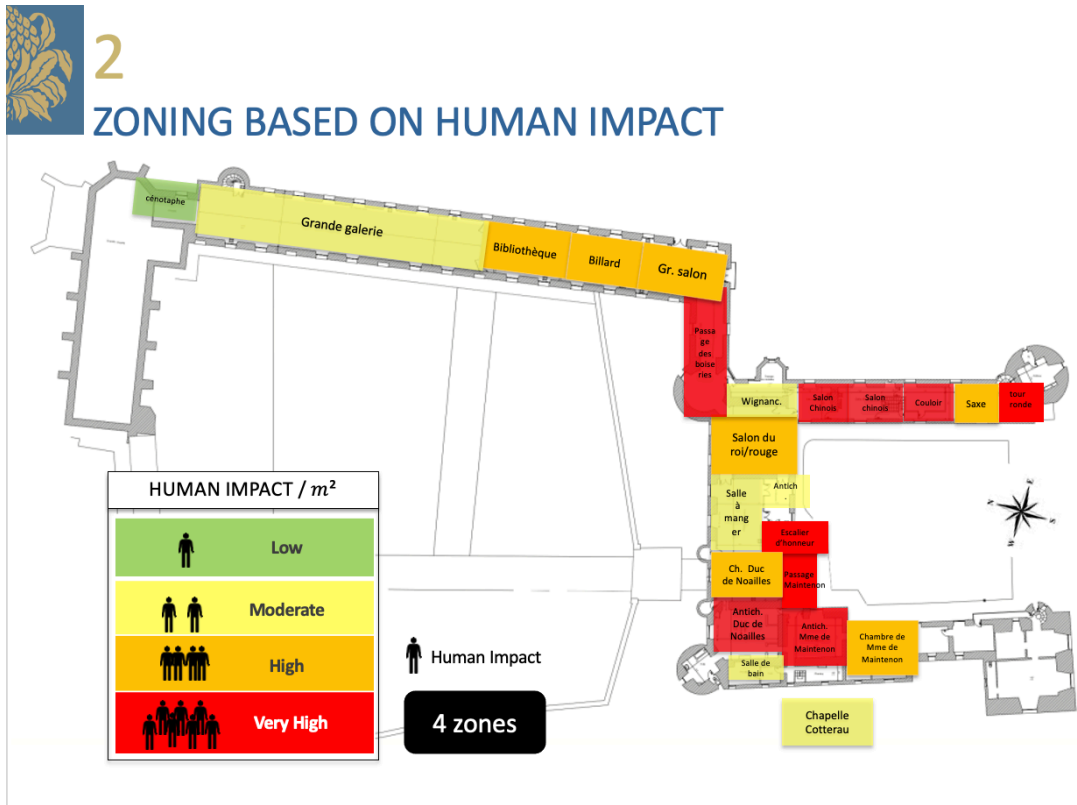 2
ZONING BASED ON HUMAN IMPACT
cénotaphe
Grande galerie
Bibliothèque
Billard
Gr. salon
Passa
ge
des
boise
ries
Wignanc.
Salon
Chinois
Salon
chinois
Couloir
Saxe
tour
ronde
Salon du
roi/rouge
Salle
à
mang
er
Antich
.
Escalier
d'honneur
Ch. Duc
de Noailles
Passage
Maintenon
Antich.
Duc de
Noailles
Antich.
Mme de
Maintenon
Chambre de
Mme de
Maintenon
Salle de
bain
Chapelle
Cotterau
HUMAN IMPACT / m²
Low
Moderate
High
Very High
Human Impact
4 zones